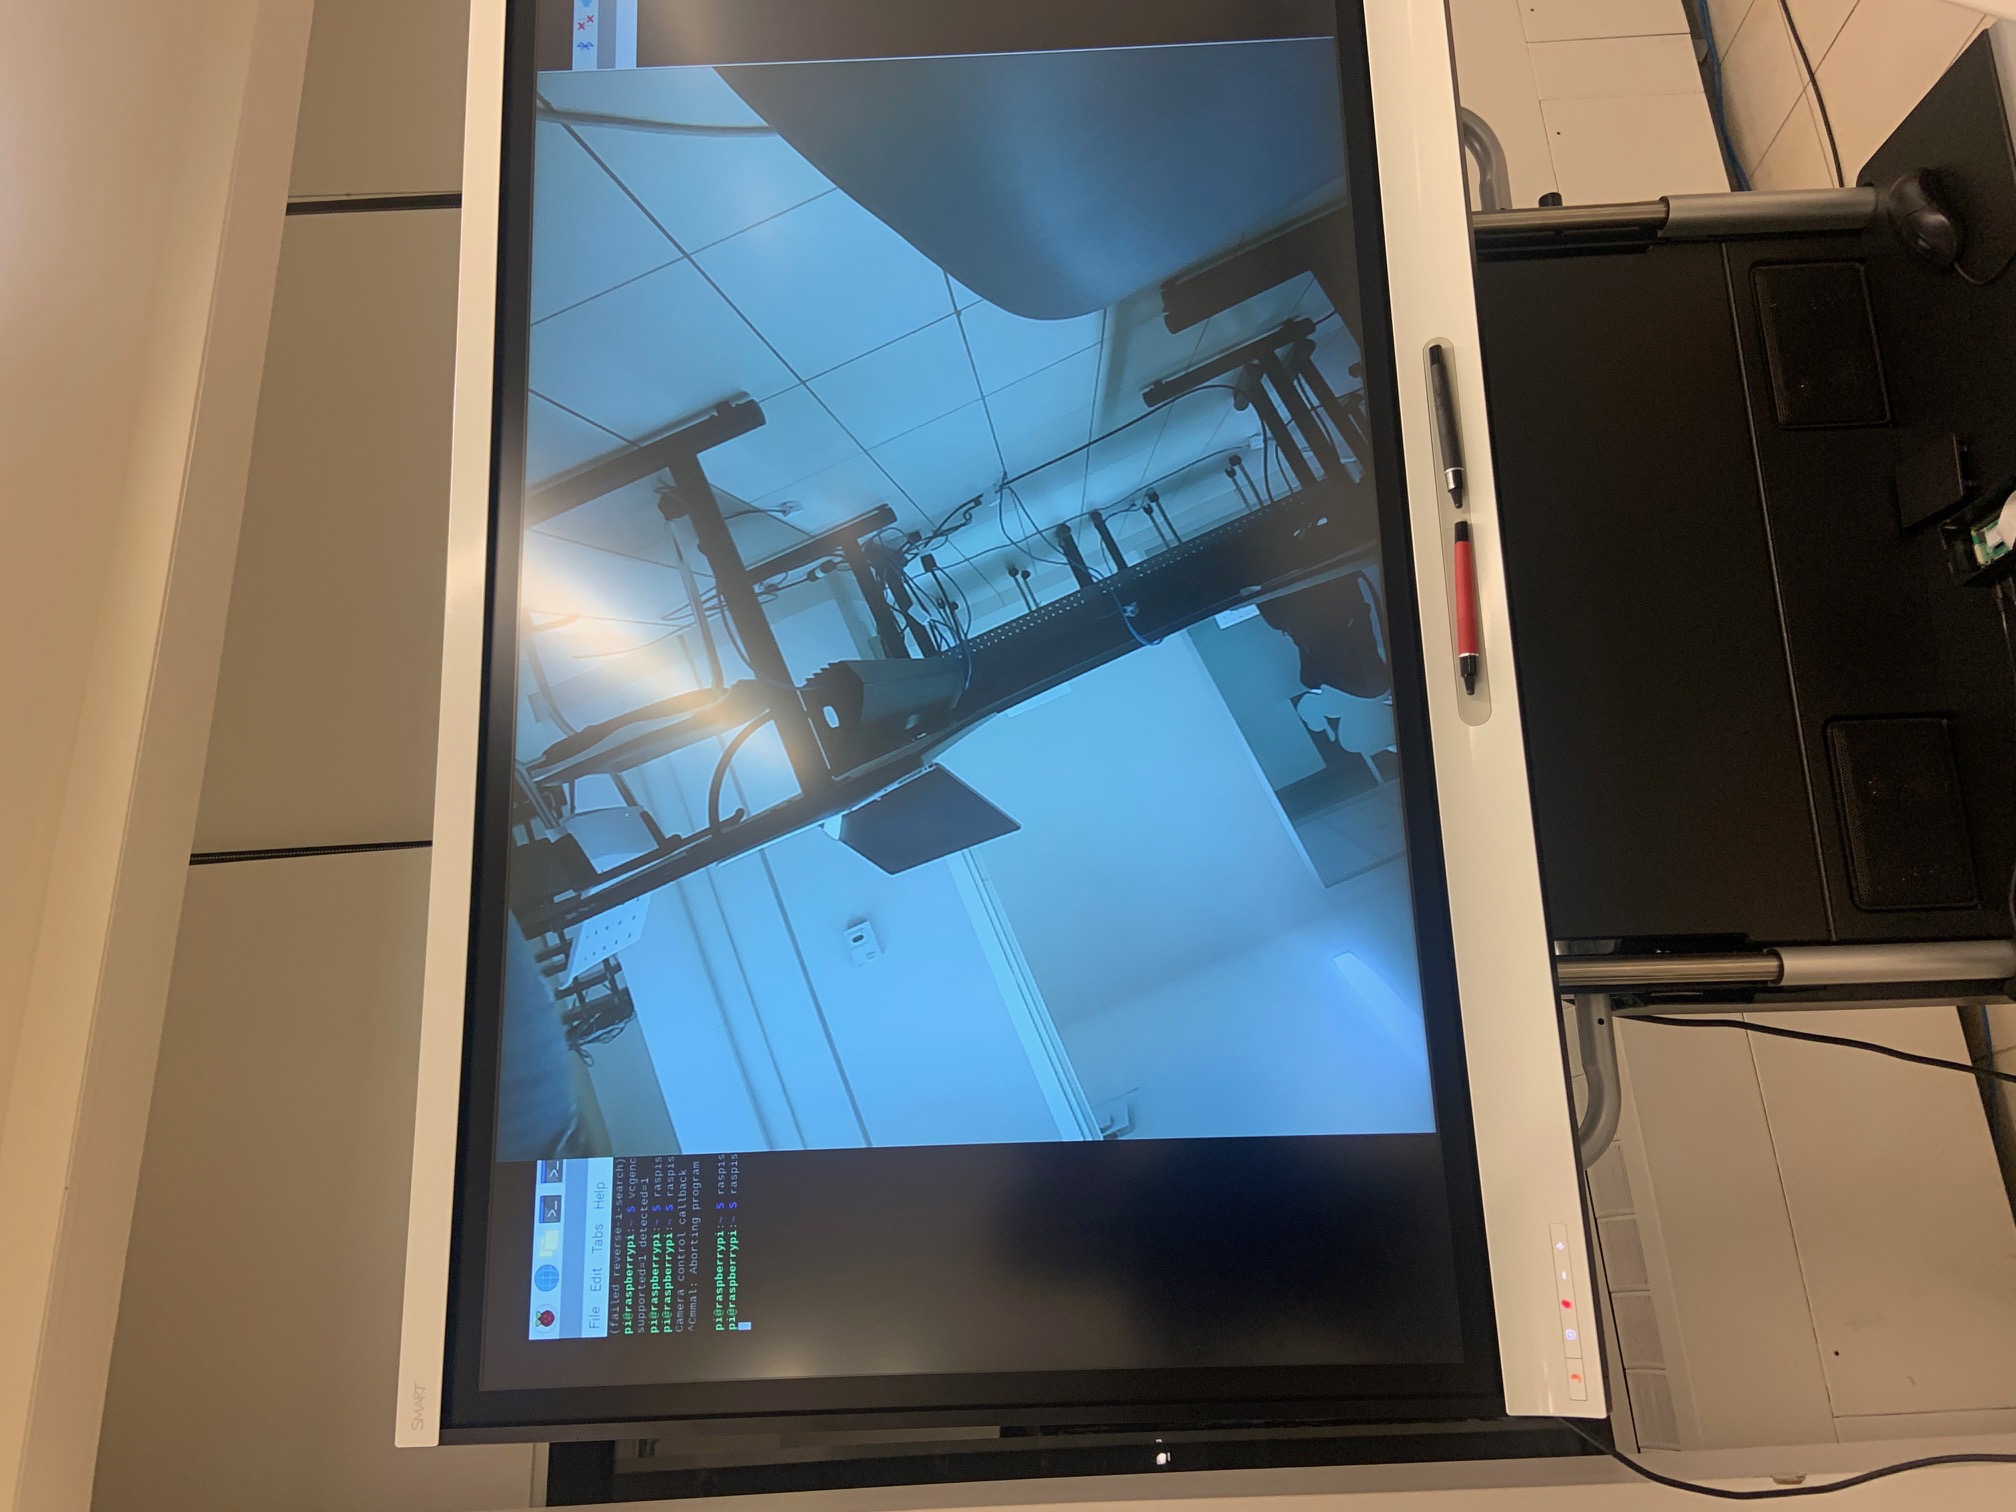 SMART
File Edit Tabs Help
(failed reverse-i-search)
pi@raspberrypi:~ $ vcgenc
supported=1 detected=1
pi@raspberrypi:~ $ raspis
pi@raspberrypi:~ $ raspis
Camera control callback
^Cmmal: Aborting program
pi@raspberrypi:~ $ raspis
pi@raspberrypi:~ $ raspis